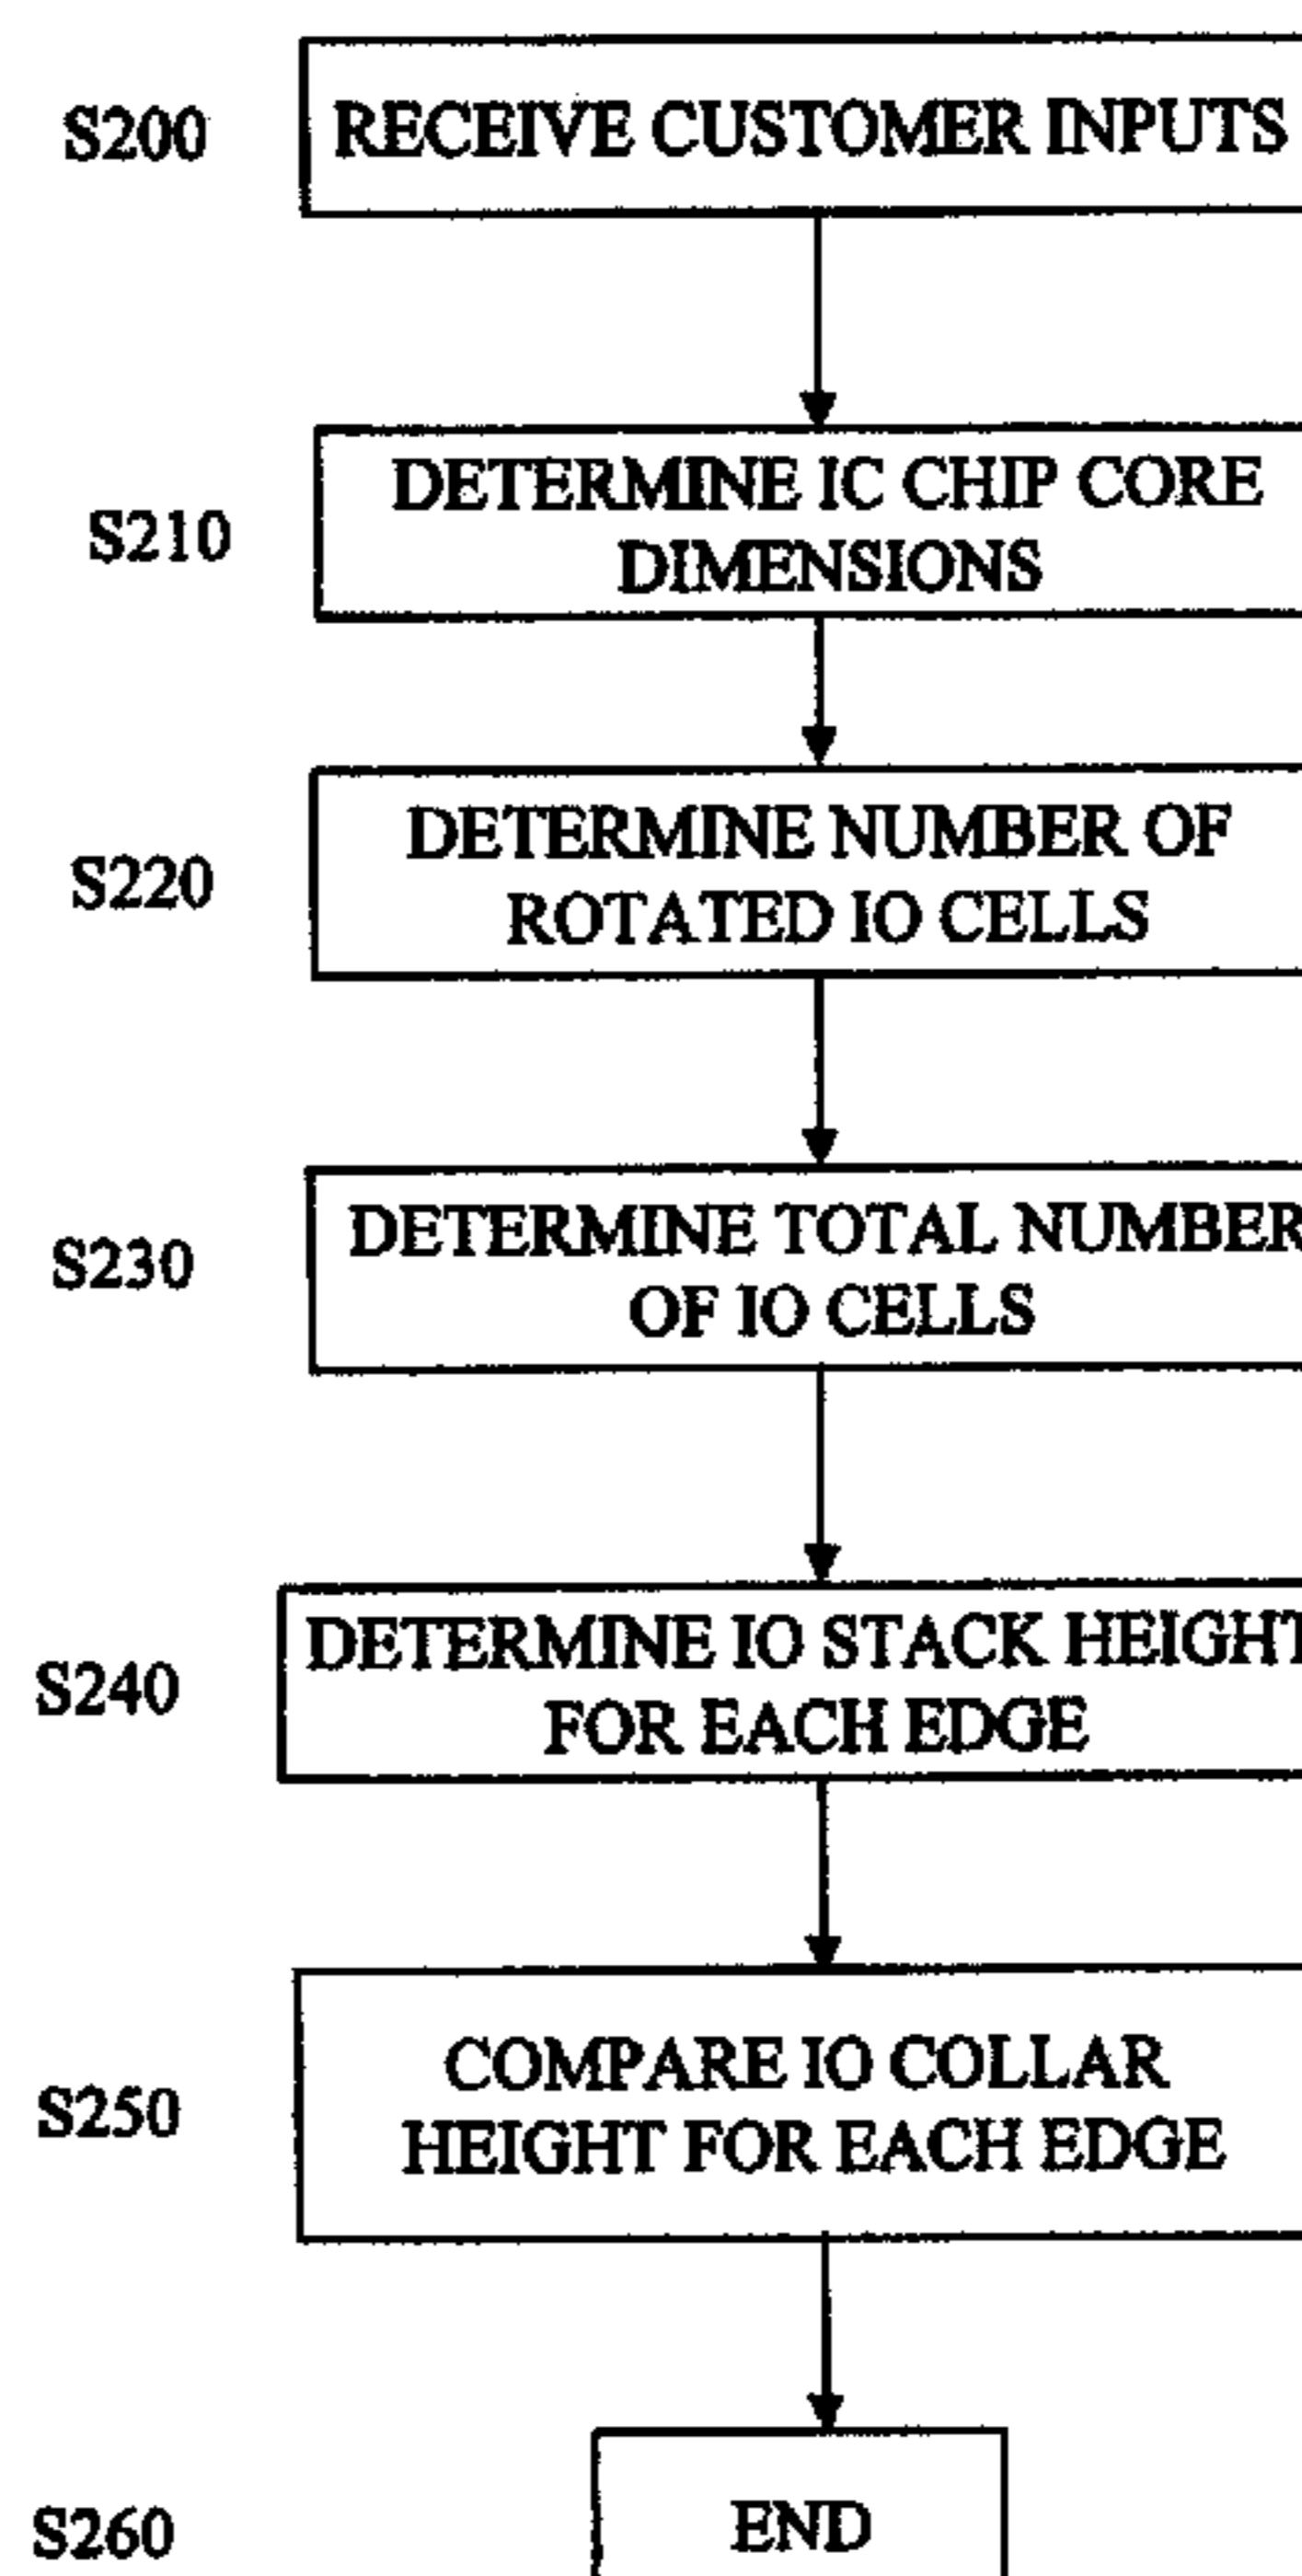 S200 RECEIVE CUSTOMER INPUTS
S210 DETERMINE IC CHIP CORE
DIMENSIONS
S220 DETERMINE NUMBER OF
ROTATED IO CELLS
S230 DETERMINE TOTAL NUMBER
OF IO CELLS
S240 DETERMINE IO STACK HEIGHT
FOR EACH EDGE
S250 COMPARE IO COLLAR
HEIGHT FOR EACH EDGE
S260 END